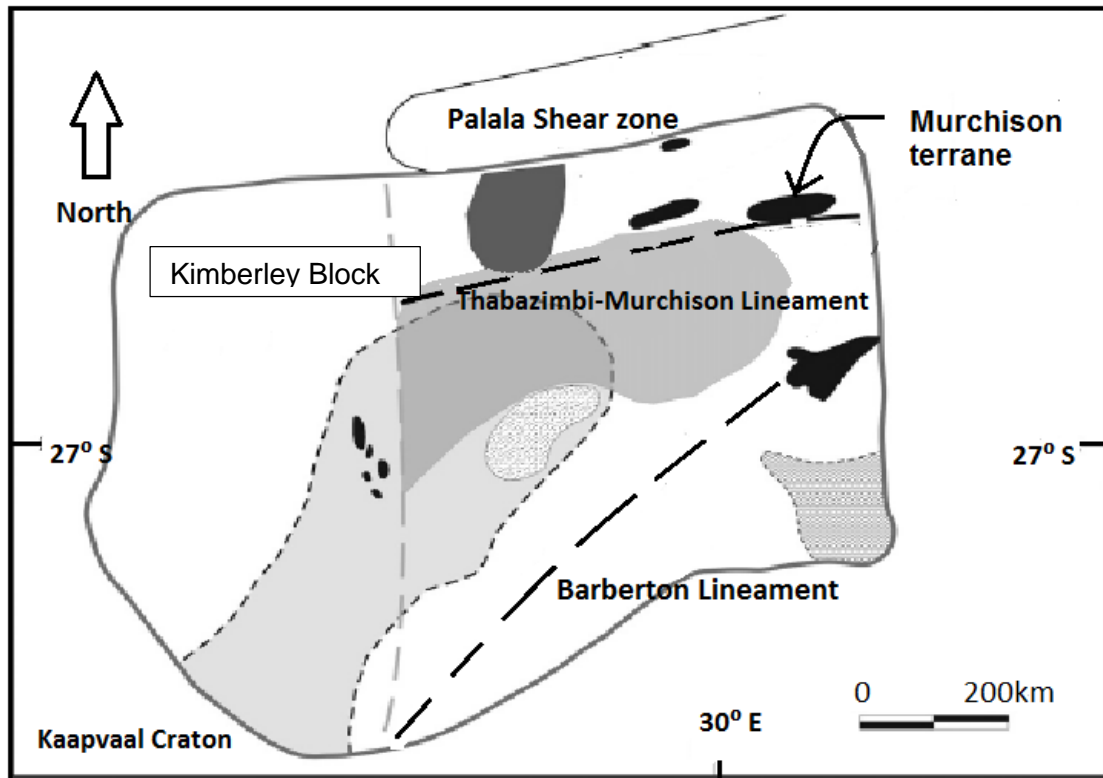 Palala Shear zone
Murchison
terrane
North
Kimberley Block
Thabazimbi-Murchison Lineament
27° S
27° S
Barberton Lineament
0 200km
30° E
Kaapvaal Craton